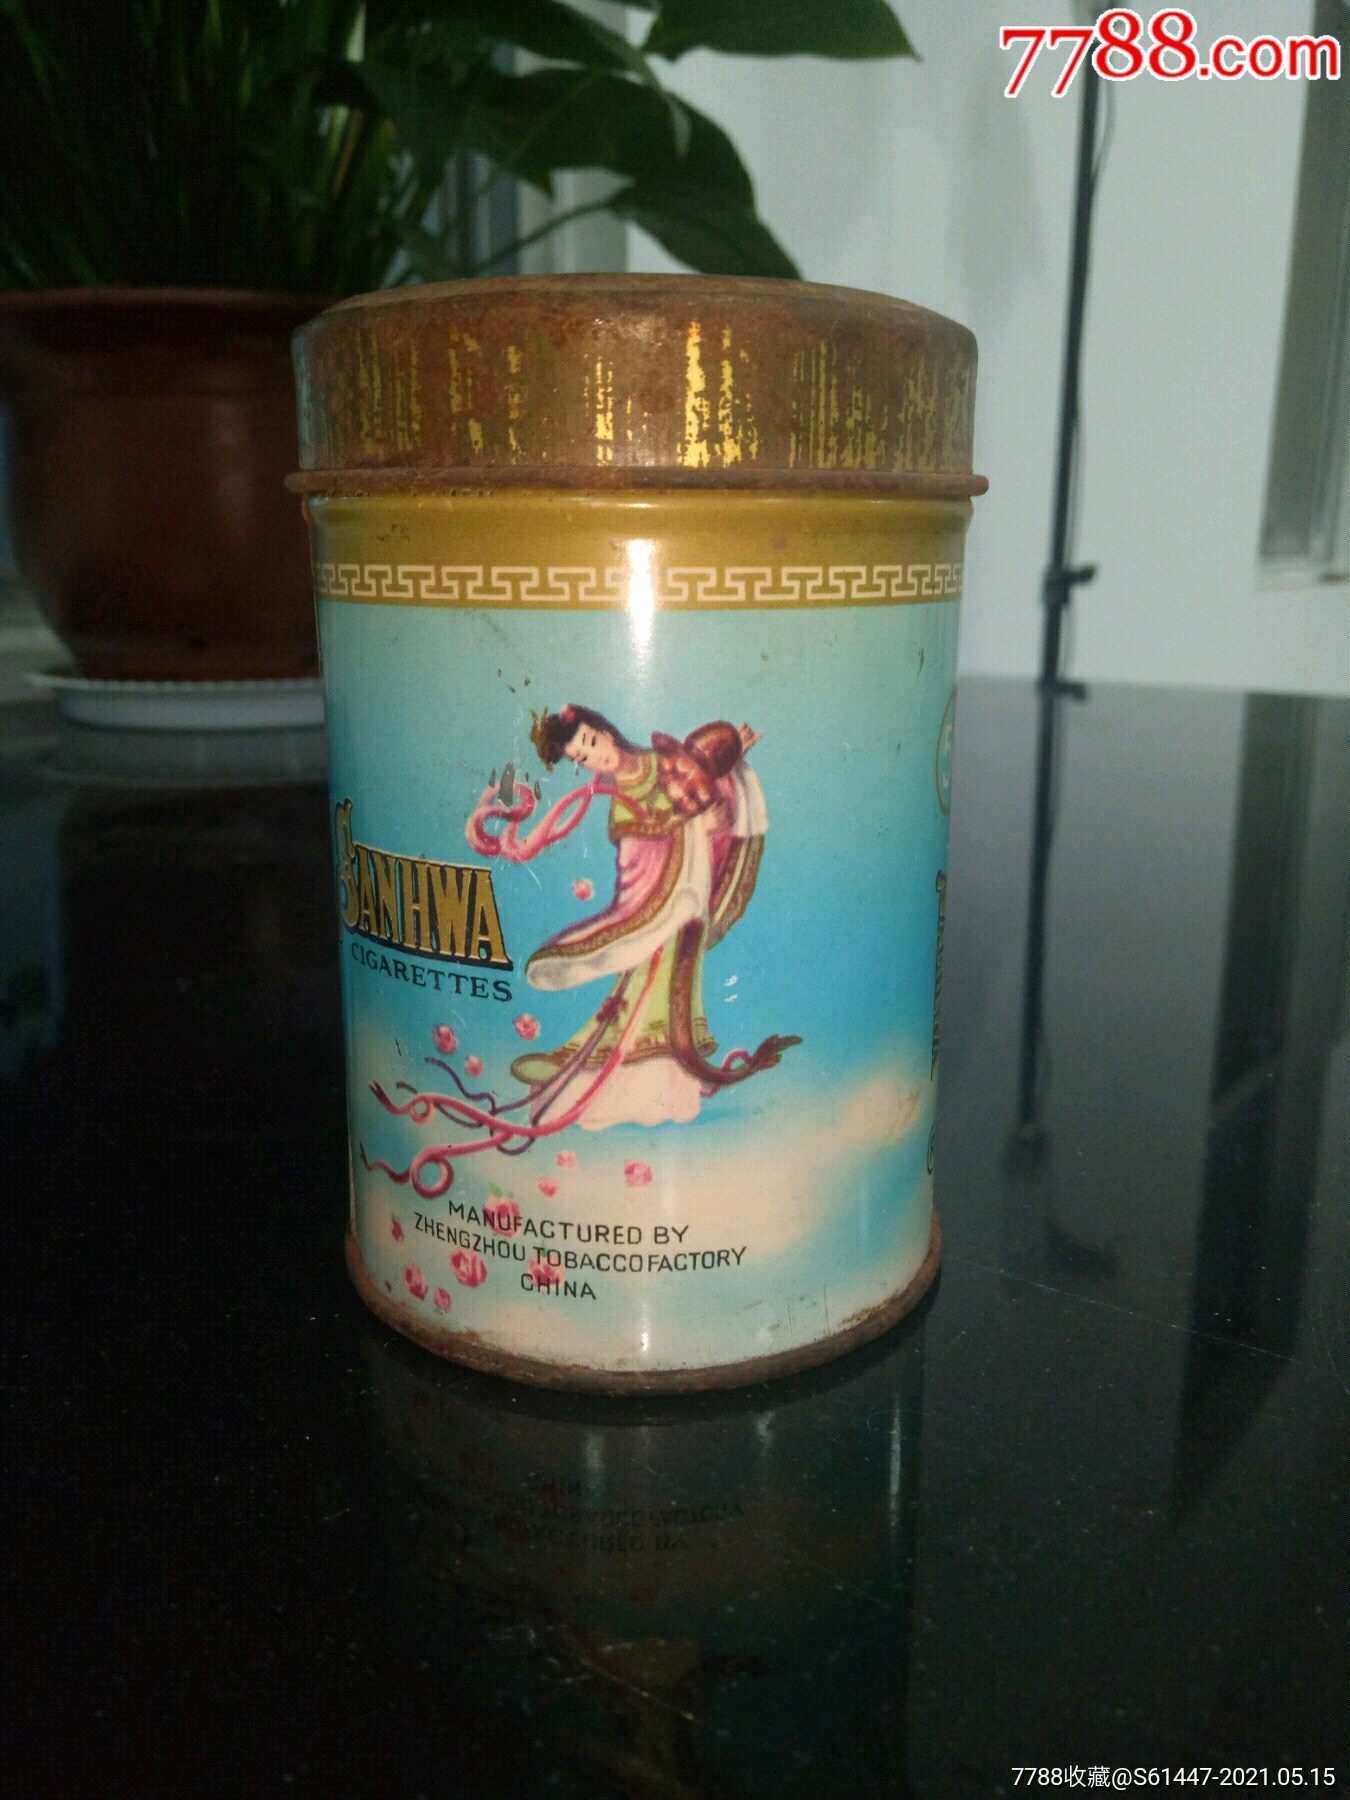 7788.com
SANHWA
CIGARETTES
MANUFACTURED BY
ZHENGZHOU TOBACCO FACTORY
CHINA
7788收藏@S61447-2021.05.15